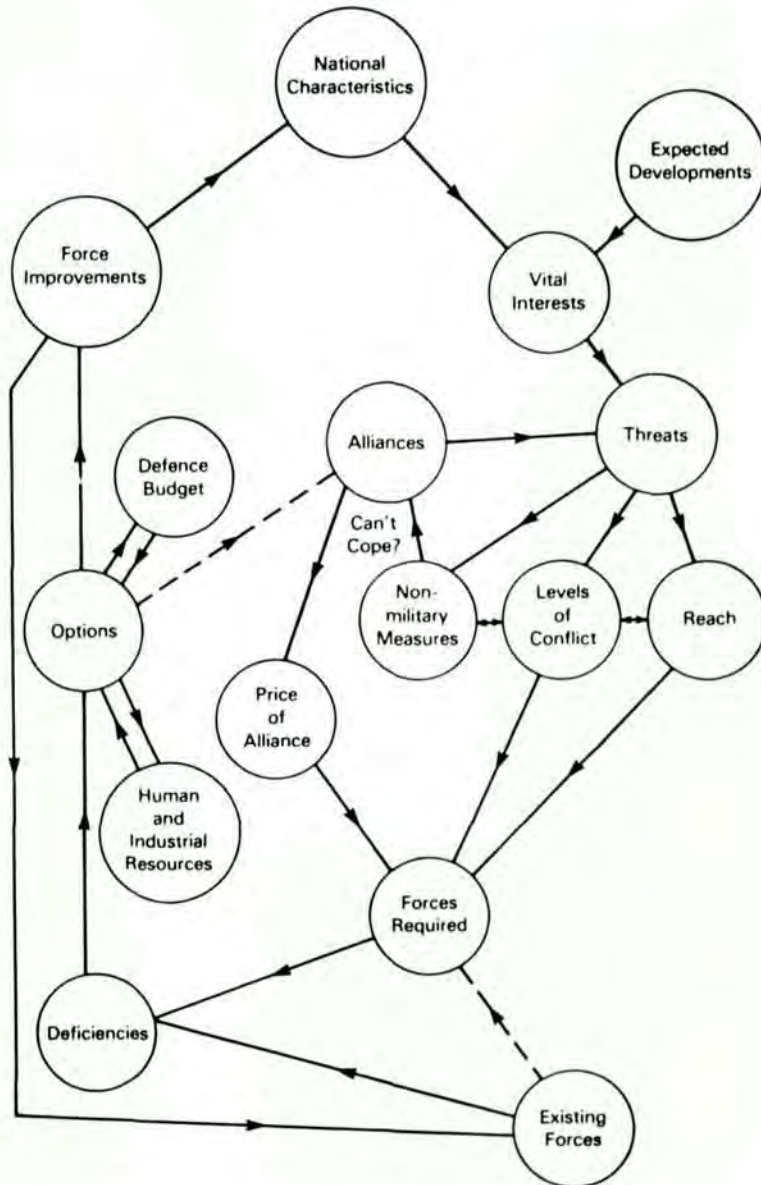 National
Characteristics
Expected
Developments
Force
Improvements
Vital
Interests
Alliances
Threats
Defence
Budget
Can't
Cope?
Non-
military
Measures
Levels
of
Conflict
Reach
Options
Price
of
Alliance
Human
and
Industrial
Resources
Forces
Required
Deficiencies
Existing
Forces